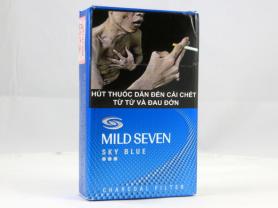 HÚT THUỐC DẪN ĐẾN CÁI CHẾT
TỪ TỪ VÀ ĐAU ĐỚN
MILD SEVEN
SKY BLUE
CHARCOAL FILTER